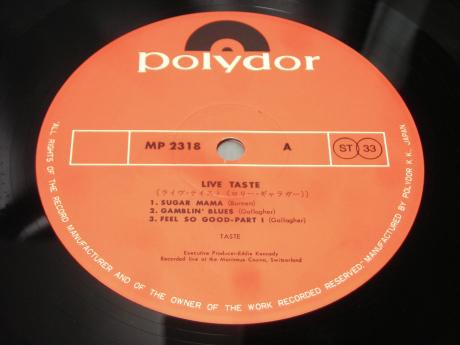 polydor
MP 2318 A ST 33
LIVE TASTE
(ライヴ・テイスト《ロリー・ギャラガー》)
1. SUGAR MAMA (Burnen)
2. GAMBLIN' BLUES (Gallagher)
3. FEEL SO GOOD-PART I (Gallagher)
TASTE
Executive Producer-Eddie Kennedy
Recorded live at the Montreux Casino, Switzerland
"ALL RIGHTS OF THE RECORD MANUFACTURER AND OF THE OWNER OF THE WORK RECORDED RESERVED." MANUFACTURED BY POLYDOR K.K., JAPAN